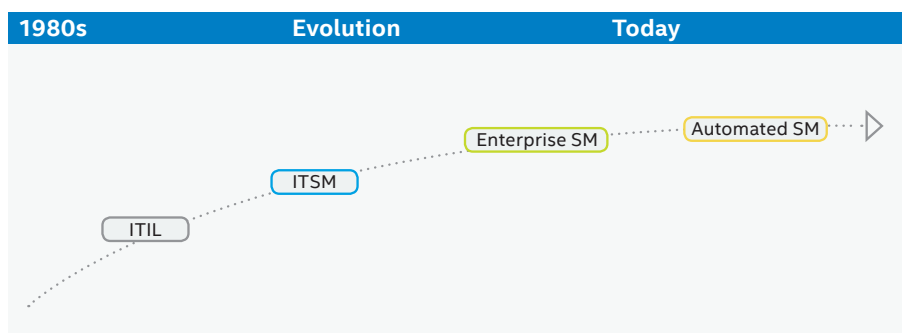 1980s Evolution Today
Automated SM
Enterprise SM
ITSM
ITIL